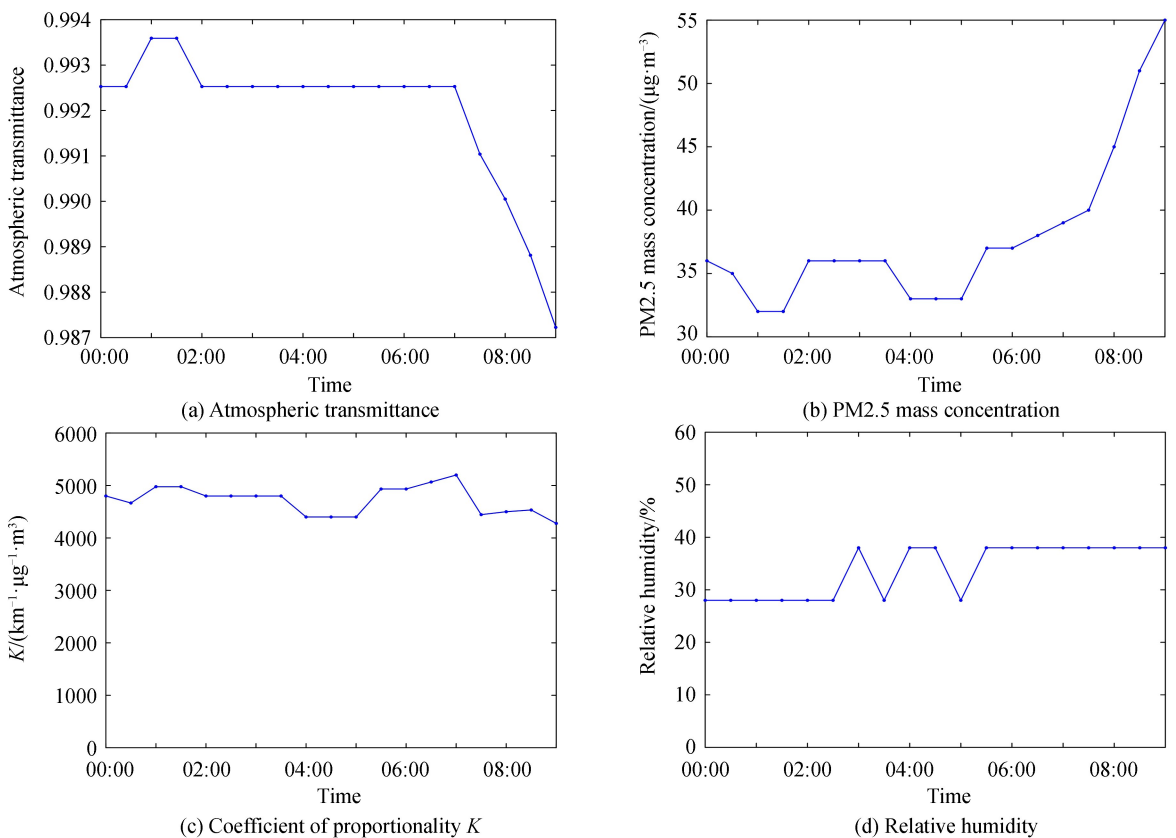 0.994
0.993
0.992
0.991
0.990
0.989
0.988
0.987
Atmospheric transmittance
00:00 02:00 04:00 06:00 08:00
Time
(a) Atmospheric transmittance
55
50
45
40
35
30
PM2.5 mass concentration/(μg·m⁻³)
00:00 02:00 04:00 06:00 08:00
Time
(b) PM2.5 mass concentration
6000
5000
4000
3000
2000
1000
0
K/(km⁻¹·μg⁻¹·m³)
00:00 02:00 04:00 06:00 08:00
Time
(c) Coefficient of proportionality K
60
50
40
30
20
10
0
Relative humidity/%
00:00 02:00 04:00 06:00 08:00
Time
(d) Relative humidity